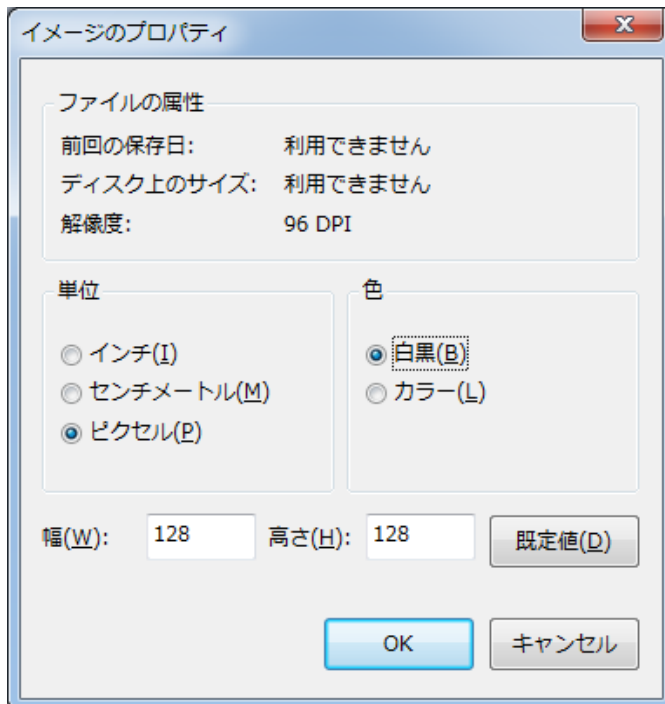 イメージのプロパティ
ファイルの属性
前回の保存日: 利用できません
ディスク上のサイズ: 利用できません
解像度: 96 DPI
単位
インチ(I)
センチメートル(M)
ピクセル(P)
色
白黒(B)
カラー(L)
幅(W): 128 高さ(H): 128 既定値(D)
OK キャンセル